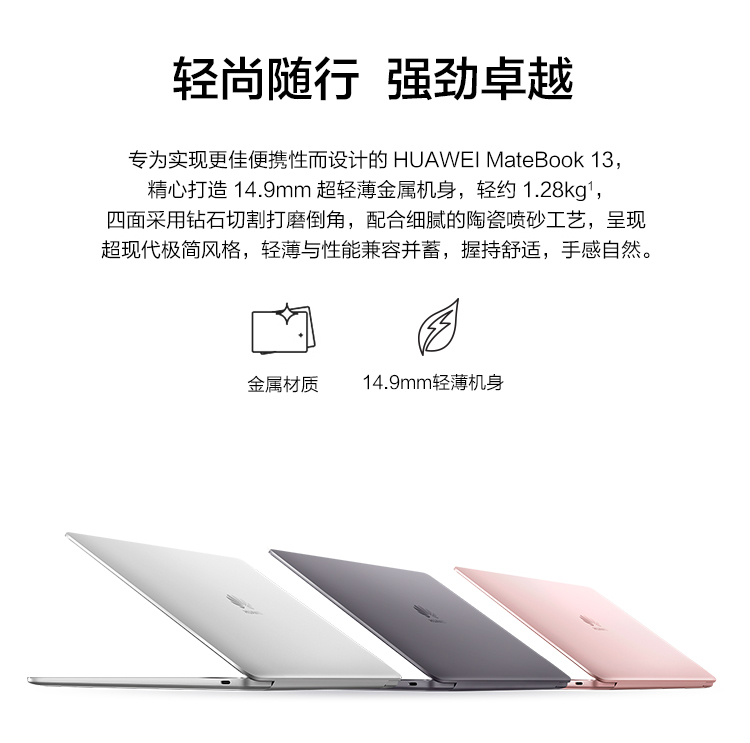 轻尚随行 强劲卓越
专为实现更佳便携性而设计的 HUAWEI MateBook 13，
精心打造 14.9mm 超轻薄金属机身，轻约 1.28kg¹，
四面采用钻石切割打磨倒角，配合细腻的陶瓷喷砂工艺，呈现
超现代极简风格，轻薄与性能兼容并蓄，握持舒适，手感自然。
金属材质
14.9mm轻薄机身